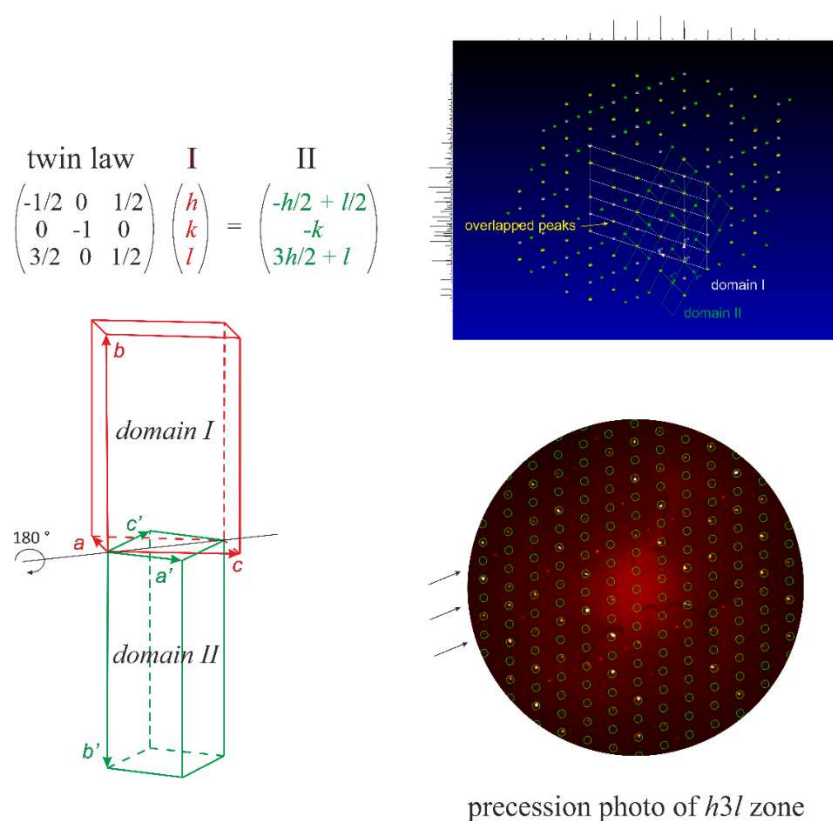 twin law I II
(-1/2 0 1/2) (h) = (-h/2 + l/2)
(0 -1 0) (k) (-k)
(3/2 0 1/2) (l) (3h/2 + l)
overlapped peaks
domain I
domain II
b
domain I
180°
a
c'
a'
c
domain II
b'
precession photo of h3l zone